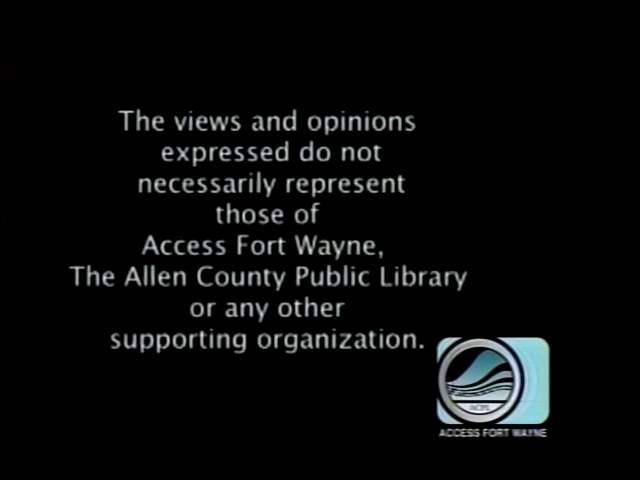 The views and opinions
expressed do not
necessarily represent
those of
Access Fort Wayne,
The Allen County Public Library
or any other
supporting organization.
ACCESS FORT WAYNE